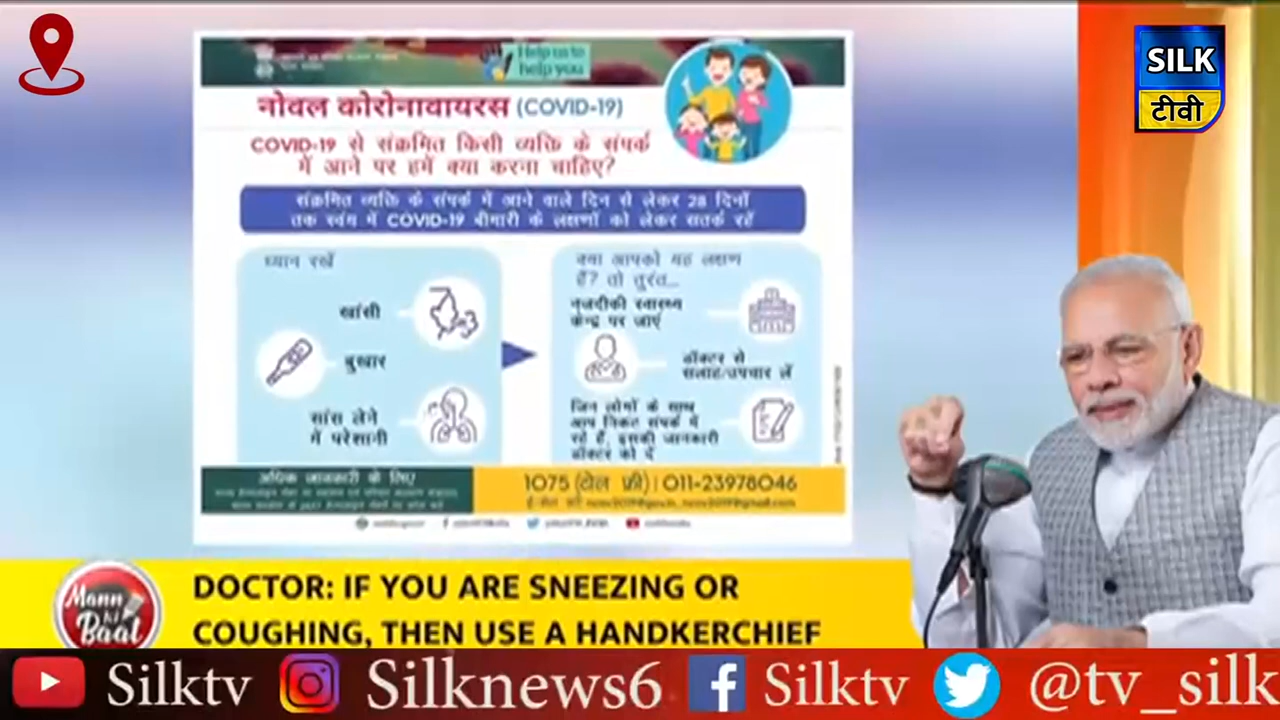 SILK
टीवी
Help us to
help you
नोवल कोरोनावायरस (COVID-19)
COVID-19 से संक्रमित किसी व्यक्ति के संपर्क
में आने पर हमें क्या करना चाहिए?
संक्रमित व्यक्ति के संपर्क में आने वाले दिन से लेकर 28 दिनों
तक स्वयं में COVID-19 बीमारी के लक्षणों को लेकर सतर्क रहें
ध्यान रखें
खांसी
बुखार
सांस लेने
में परेशानी
क्या आपको यह लक्षण
हैं? तो तुरंत...
नजदीकी स्वास्थ्य
केन्द्र पर जाएं
डॉक्टर से
सलाह/उपचार लें
जिन लोगों के साथ
आप निकट संपर्क में
रहे हैं, इसकी जानकारी
डॉक्टर को दें
अधिक जानकारी के लिए
1075 (टोल फ्री) | 011-23978046
Mann
Ki
Baat
DOCTOR: IF YOU ARE SNEEZING OR
COUGHING, THEN USE A HANDKERCHIEF
Silktv Silknews6 Silktv @tv_silk